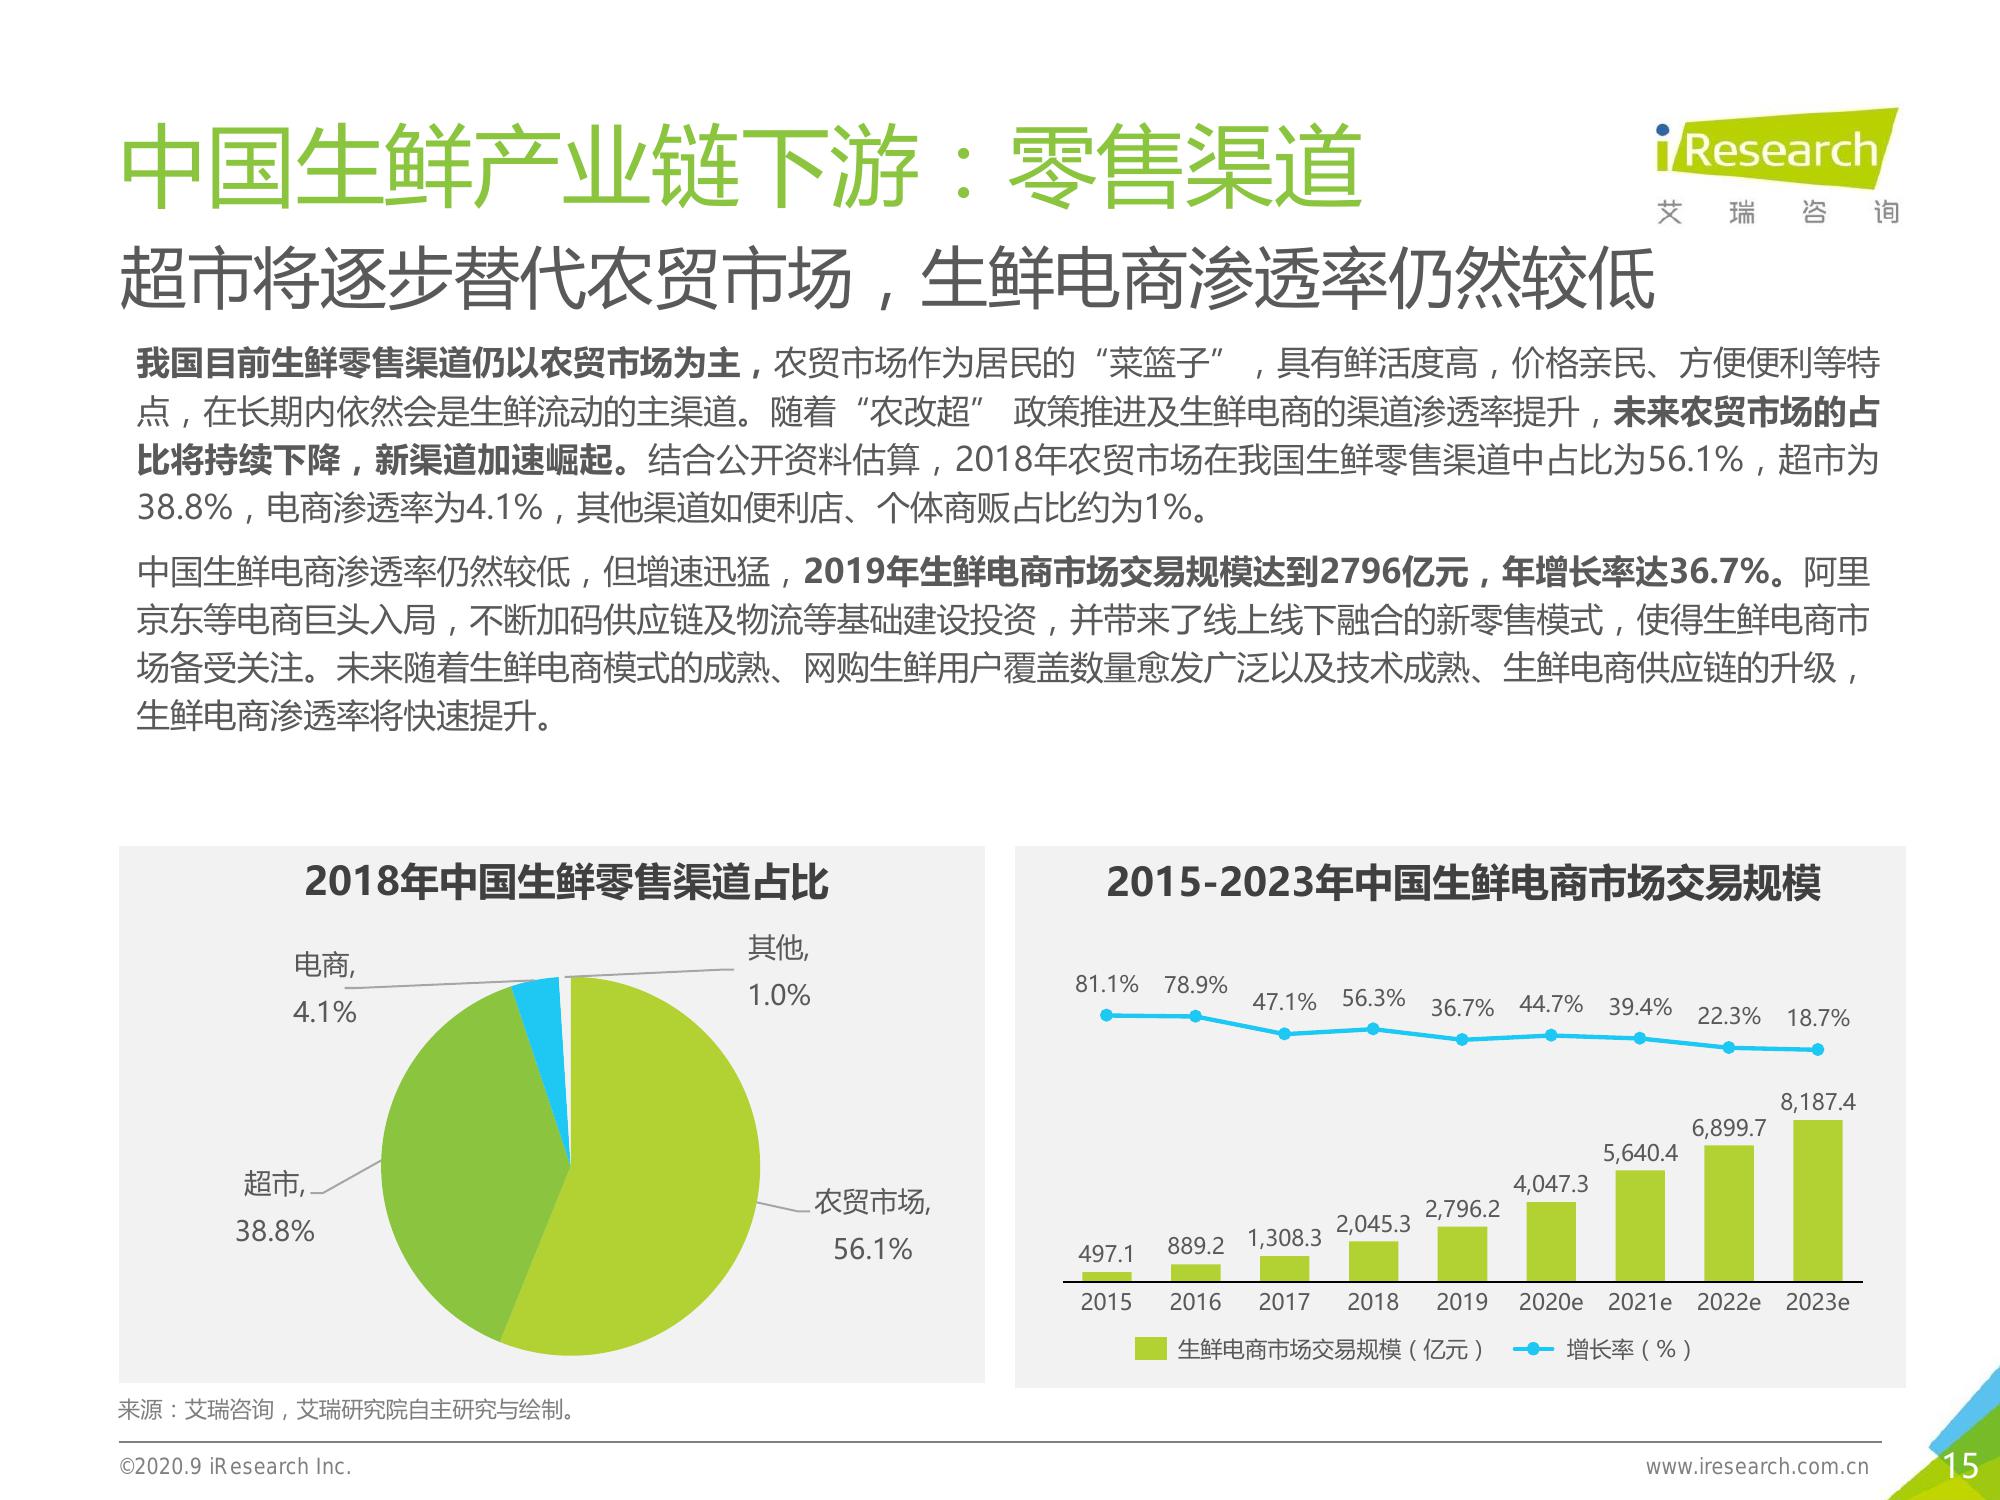 中国生鲜产业链下游：零售渠道
iResearch
艾瑞咨询
超市将逐步替代农贸市场，生鲜电商渗透率仍然较低
我国目前生鲜零售渠道仍以农贸市场为主，农贸市场作为居民的“菜篮子”，具有鲜活度高，价格亲民、方便便利等特
点，在长期内依然会是生鲜流动的主渠道。随着“农改超” 政策推进及生鲜电商的渠道渗透率提升，未来农贸市场的占
比将持续下降，新渠道加速崛起。结合公开资料估算，2018年农贸市场在我国生鲜零售渠道中占比为56.1%，超市为
38.8%，电商渗透率为4.1%，其他渠道如便利店、个体商贩占比约为1%。
中国生鲜电商渗透率仍然较低，但增速迅猛，2019年生鲜电商市场交易规模达到2796亿元，年增长率达36.7%。阿里
京东等电商巨头入局，不断加码供应链及物流等基础建设投资，并带来了线上线下融合的新零售模式，使得生鲜电商市
场备受关注。未来随着生鲜电商模式的成熟、网购生鲜用户覆盖数量愈发广泛以及技术成熟、生鲜电商供应链的升级，
生鲜电商渗透率将快速提升。
2018年中国生鲜零售渠道占比
电商,
4.1%
其他,
1.0%
超市,
38.8%
农贸市场,
56.1%
2015-2023年中国生鲜电商市场交易规模
81.1% 78.9% 47.1% 56.3% 36.7% 44.7% 39.4% 22.3% 18.7%
497.1 889.2 1,308.3 2,045.3 2,796.2 4,047.3 5,640.4 6,899.7 8,187.4
2015 2016 2017 2018 2019 2020e 2021e 2022e 2023e
生鲜电商市场交易规模（亿元） 增长率（%）
来源：艾瑞咨询，艾瑞研究院自主研究与绘制。
©2020.9 iResearch Inc.
www.iresearch.com.cn
15